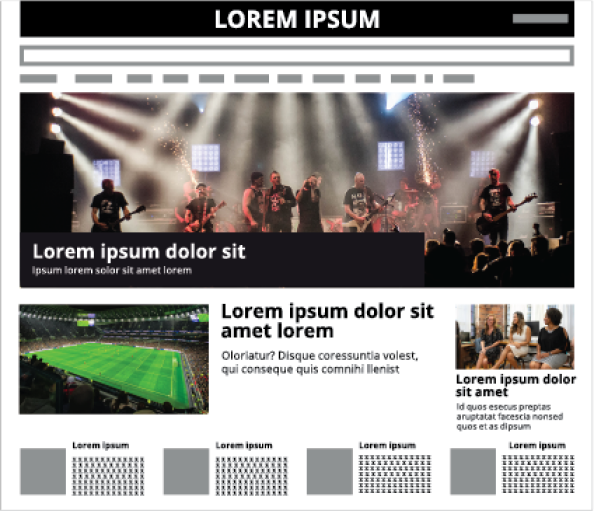 LOREM IPSUM
Lorem ipsum dolor sit
Ipsum lorem solor sit amet lorem
Lorem ipsum dolor sit
amet lorem
Oloriatur? Disque coressuntia volest,
qui conseque quis comnihi llenist
Lorem ipsum dolor
sit amet
Id quos esecus preptas
aruptatat facescia nonsed
quos et as dipsum
Lorem ipsum
Lorem ipsum
Lorem ipsum
Lorem ipsum